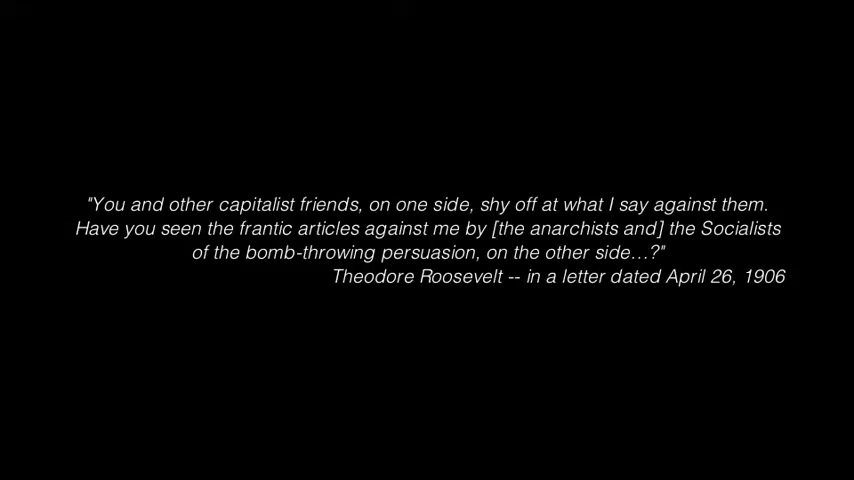 "You and other capitalist friends, on one side, shy off at what I say against them.
Have you seen the frantic articles against me by [the anarchists and] the Socialists
of the bomb-throwing persuasion, on the other side…?"
Theodore Roosevelt -- in a letter dated April 26, 1906